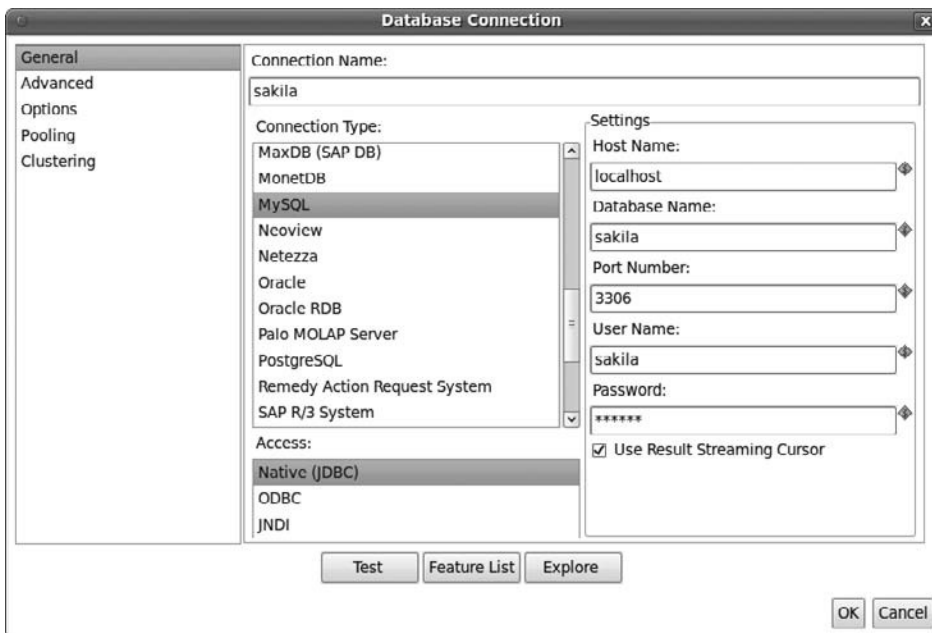 Database Connection
General
Advanced
Options
Pooling
Clustering
Connection Name:
sakila
Connection Type:
MaxDB (SAP DB)
MonetDB
MySQL
Neoview
Netezza
Oracle
Oracle RDB
Palo MOLAP Server
PostgreSQL
Remedy Action Request System
SAP R/3 System
Access:
Native (JDBC)
ODBC
JNDI
Settings
Host Name:
localhost
Database Name:
sakila
Port Number:
3306
User Name:
sakila
Password:
******
Use Result Streaming Cursor
Test
Feature List
Explore
OK
Cancel